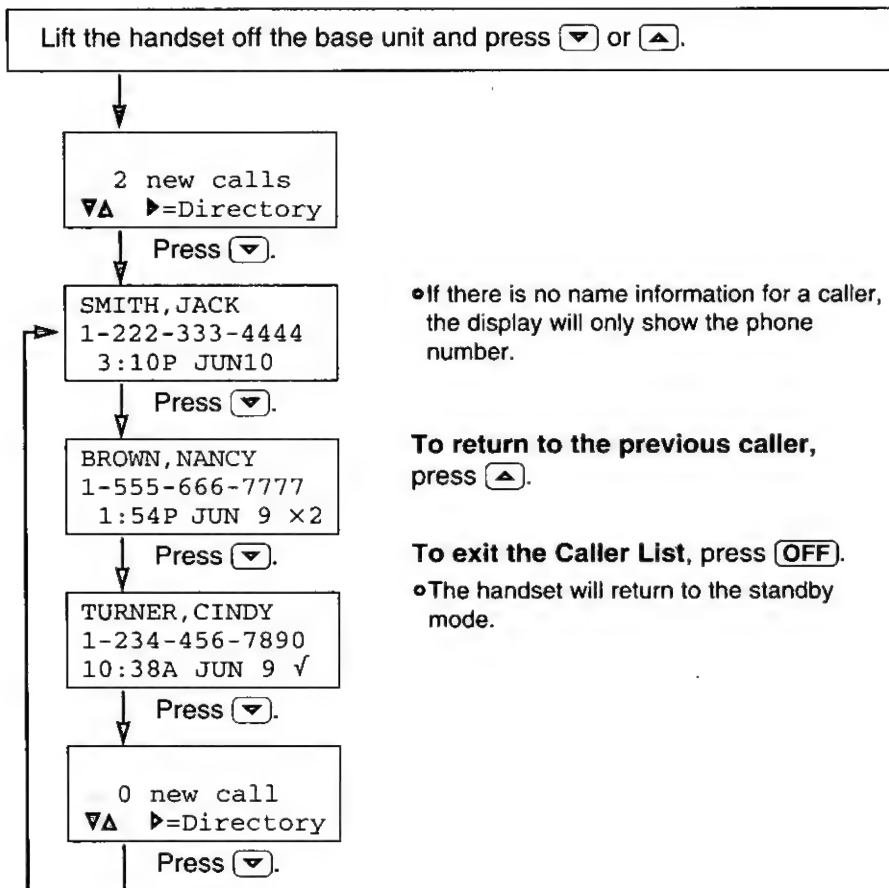 Lift the handset off the base unit and press ▼ or ▲.
2 new calls
▼▲ ▶=Directory
Press ▼.
SMITH,JACK
1-222-333-4444
3:10P JUN10
Press ▼.
BROWN,NANCY
1-555-666-7777
1:54P JUN 9 ×2
Press ▼.
TURNER,CINDY
1-234-456-7890
10:38A JUN 9 √
Press ▼.
0 new call
▼▲ ▶=Directory
Press ▼.
•If there is no name information for a caller,
the display will only show the phone
number.
To return to the previous caller,
press ▲.
To exit the Caller List, press OFF.
•The handset will return to the standby
mode.